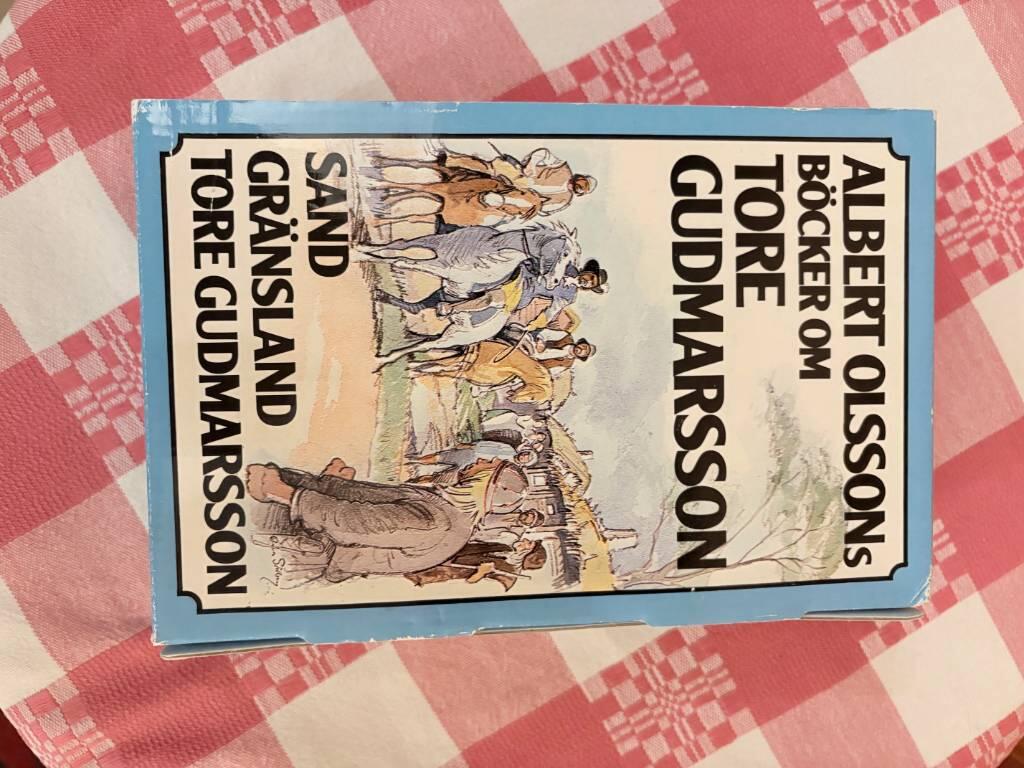 ALBERT OLSSONs
BÖCKER OM
TORE
GUDMARSSON
SAND
GRÄNSLAND
TORE GUDMARSSON